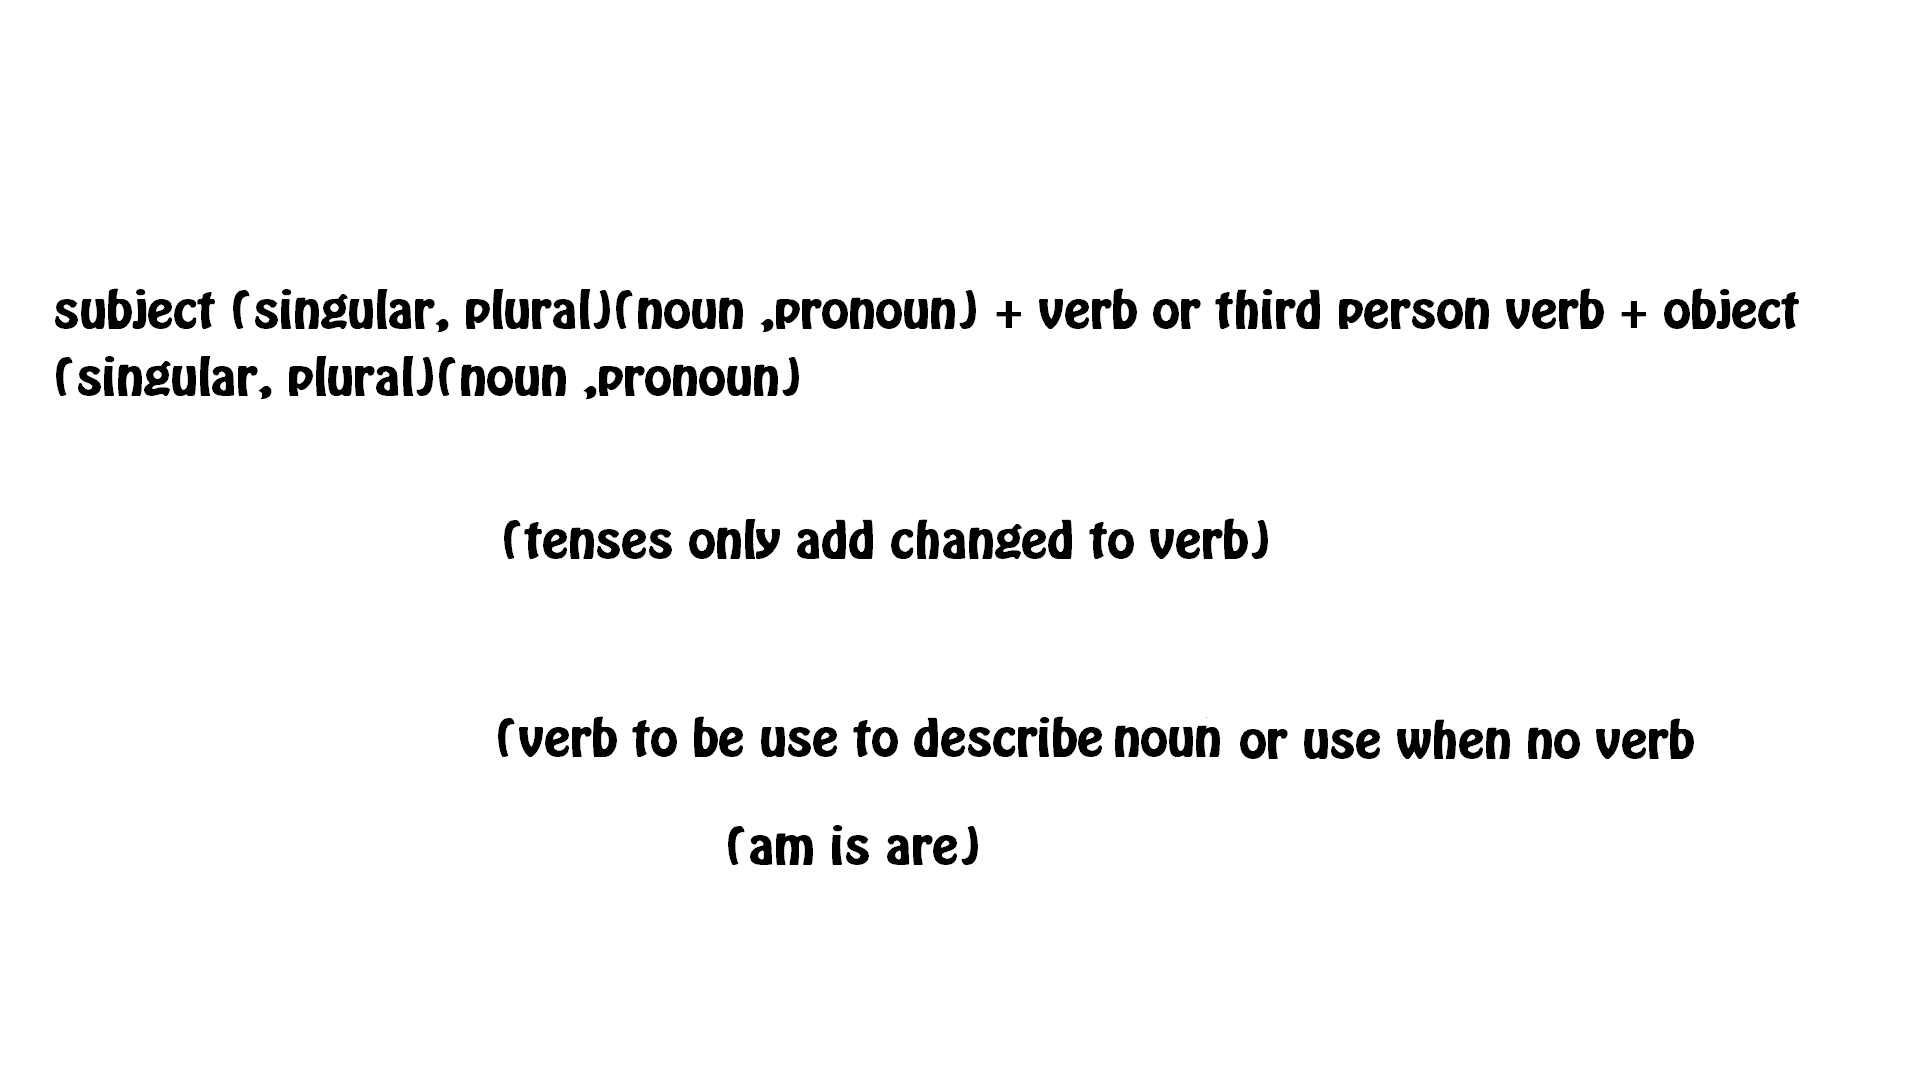 subject (singular, plural)(noun ,pronoun) + verb or third person verb + object
(singular, plural)(noun ,pronoun)
(tenses only add changed to verb)
(verb to be use to describe noun or use when no verb
(am is are)